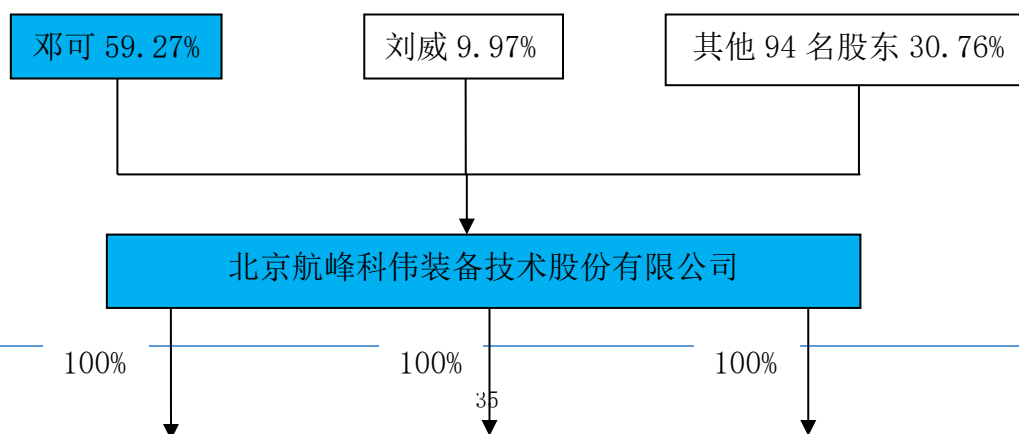 邓可 59.27%
刘威 9.97%
其他 94 名股东 30.76%
北京航峰科伟装备技术股份有限公司
100%
100%
100%
35